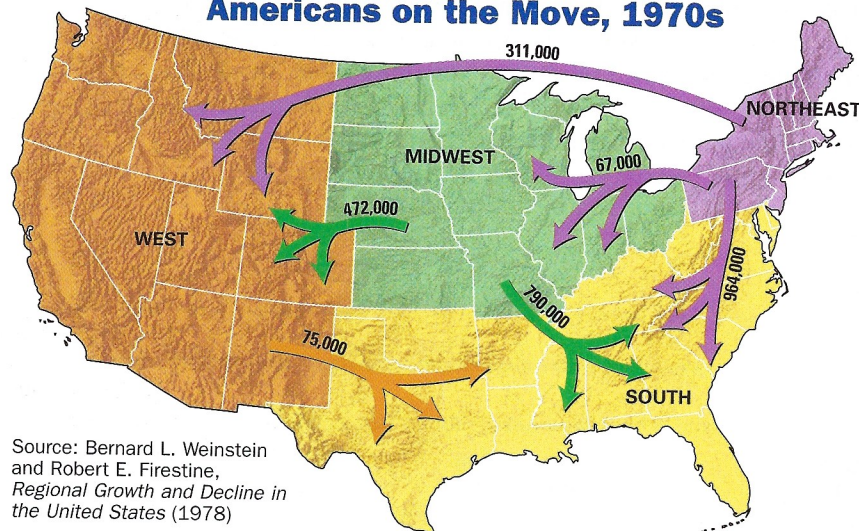 Americans on the Move, 1970s
311,000
NORTHEAST
MIDWEST
67,000
472,000
WEST
964,000
790,000
75,000
SOUTH
Source: Bernard L. Weinstein
and Robert E. Firestine,
Regional Growth and Decline in
the United States (1978)